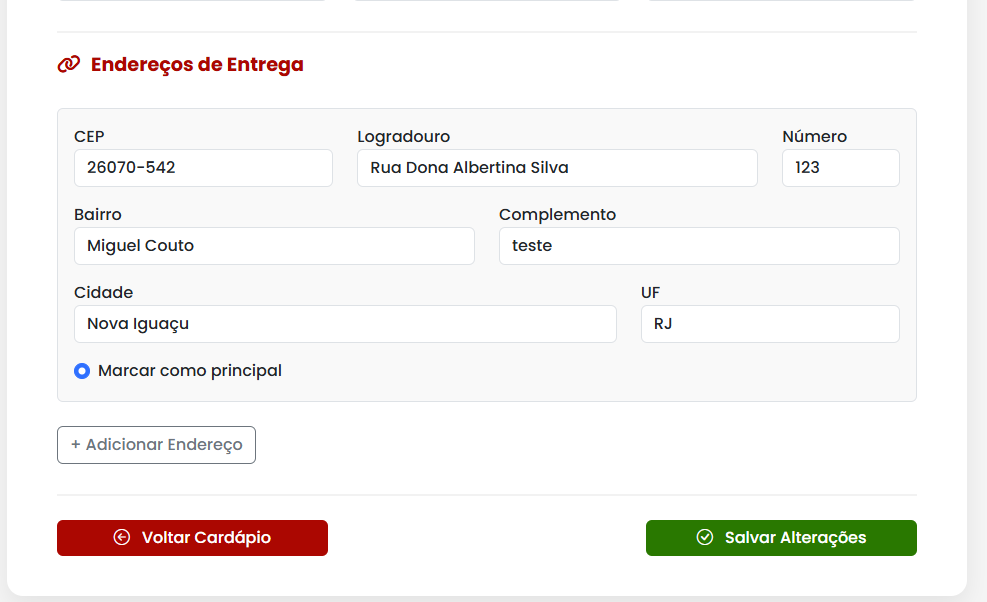 Endereços de Entrega
CEP
Logradouro
Número
26070-542
Rua Dona Albertina Silva
123
Bairro
Complemento
Miguel Couto
teste
Cidade
UF
Nova Iguaçu
RJ
Marcar como principal
+ Adicionar Endereço
Voltar Cardápio
Salvar Alterações